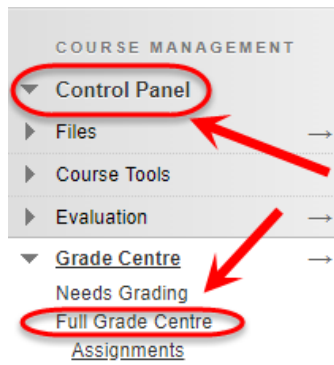 COURSE MANAGEMENT
Control Panel
Files
Course Tools
Evaluation
Grade Centre
Needs Grading
Full Grade Centre
Assignments